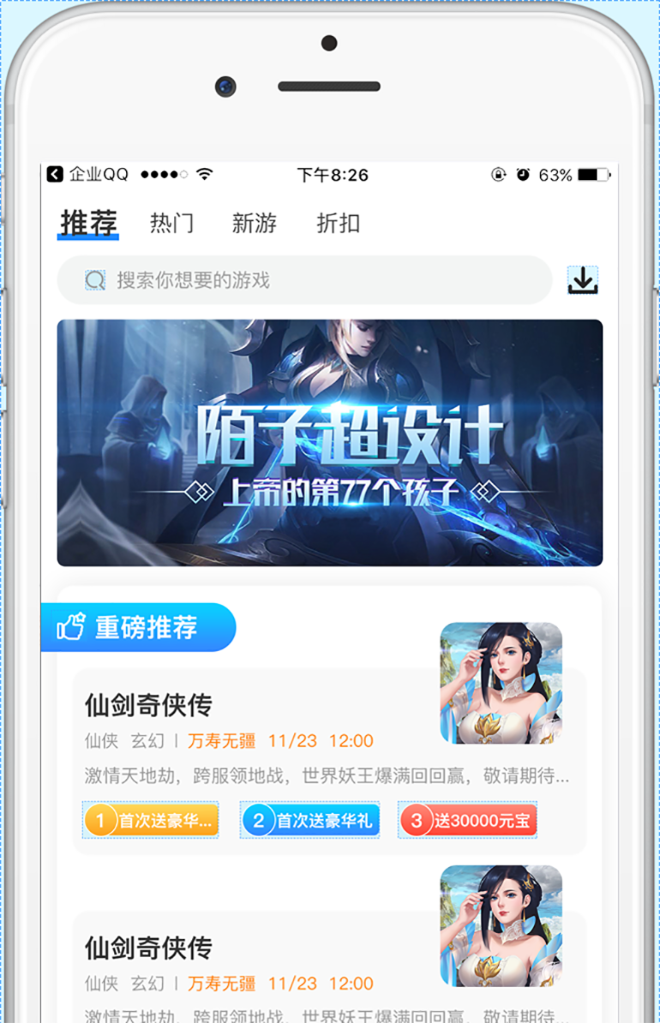 企业QQ 下午8:26 63%
推荐 热门 新游 折扣
搜索你想要的游戏
陌子超设计
上帝的第77个孩子
重磅推荐
仙剑奇侠传
仙侠 玄幻 | 万寿无疆 11/23 12:00
激情天地劫，跨服领地战，世界妖王爆满回回赢，敬请期待...
1 首次送豪华... 2 首次送豪华礼 3 送30000元宝
仙剑奇侠传
仙侠 玄幻 | 万寿无疆 11/23 12:00
激情天地劫，跨服领地战，世界妖王爆满回回赢，敬请期待...